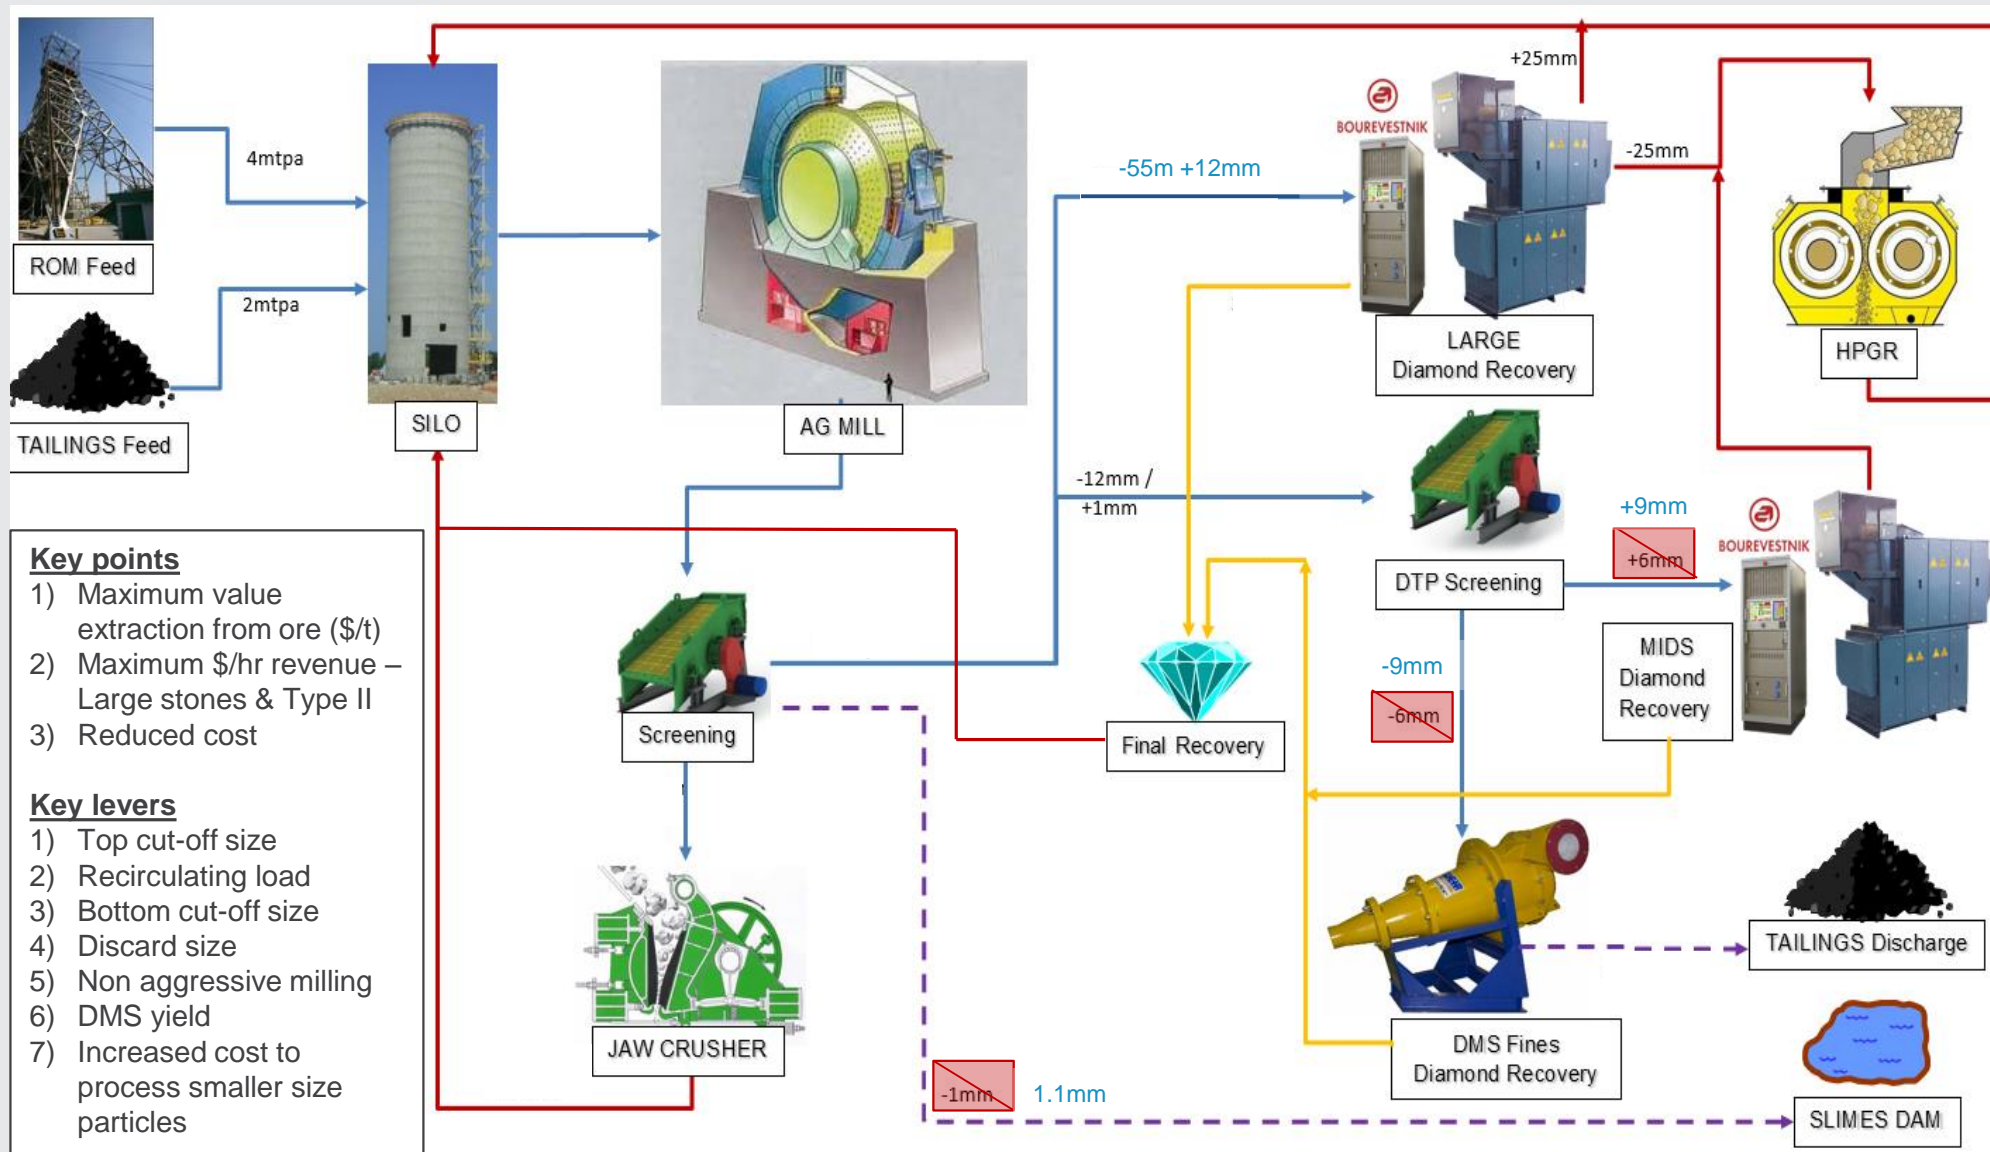 +25mm
BOUREVESTNIK
4mtpa
-55m +12mm
-25mm
ROM Feed
2mtpa
LARGE
Diamond Recovery
HPGR
SILO
AG MILL
TAILINGS Feed
-12mm /
+1mm
+9mm
+6mm
BOUREVESTNIK
DTP Screening
Key points
1) Maximum value
extraction from ore ($/t)
2) Maximum $/hr revenue –
Large stones & Type II
3) Reduced cost
Key levers
1) Top cut-off size
2) Recirculating load
3) Bottom cut-off size
4) Discard size
5) Non aggressive milling
6) DMS yield
7) Increased cost to
process smaller size
particles
MIDS
Diamond
Recovery
-9mm
-6mm
Screening
Final Recovery
TAILINGS Discharge
JAW CRUSHER
DMS Fines
Diamond Recovery
-1mm 1.1mm
SLIMES DAM